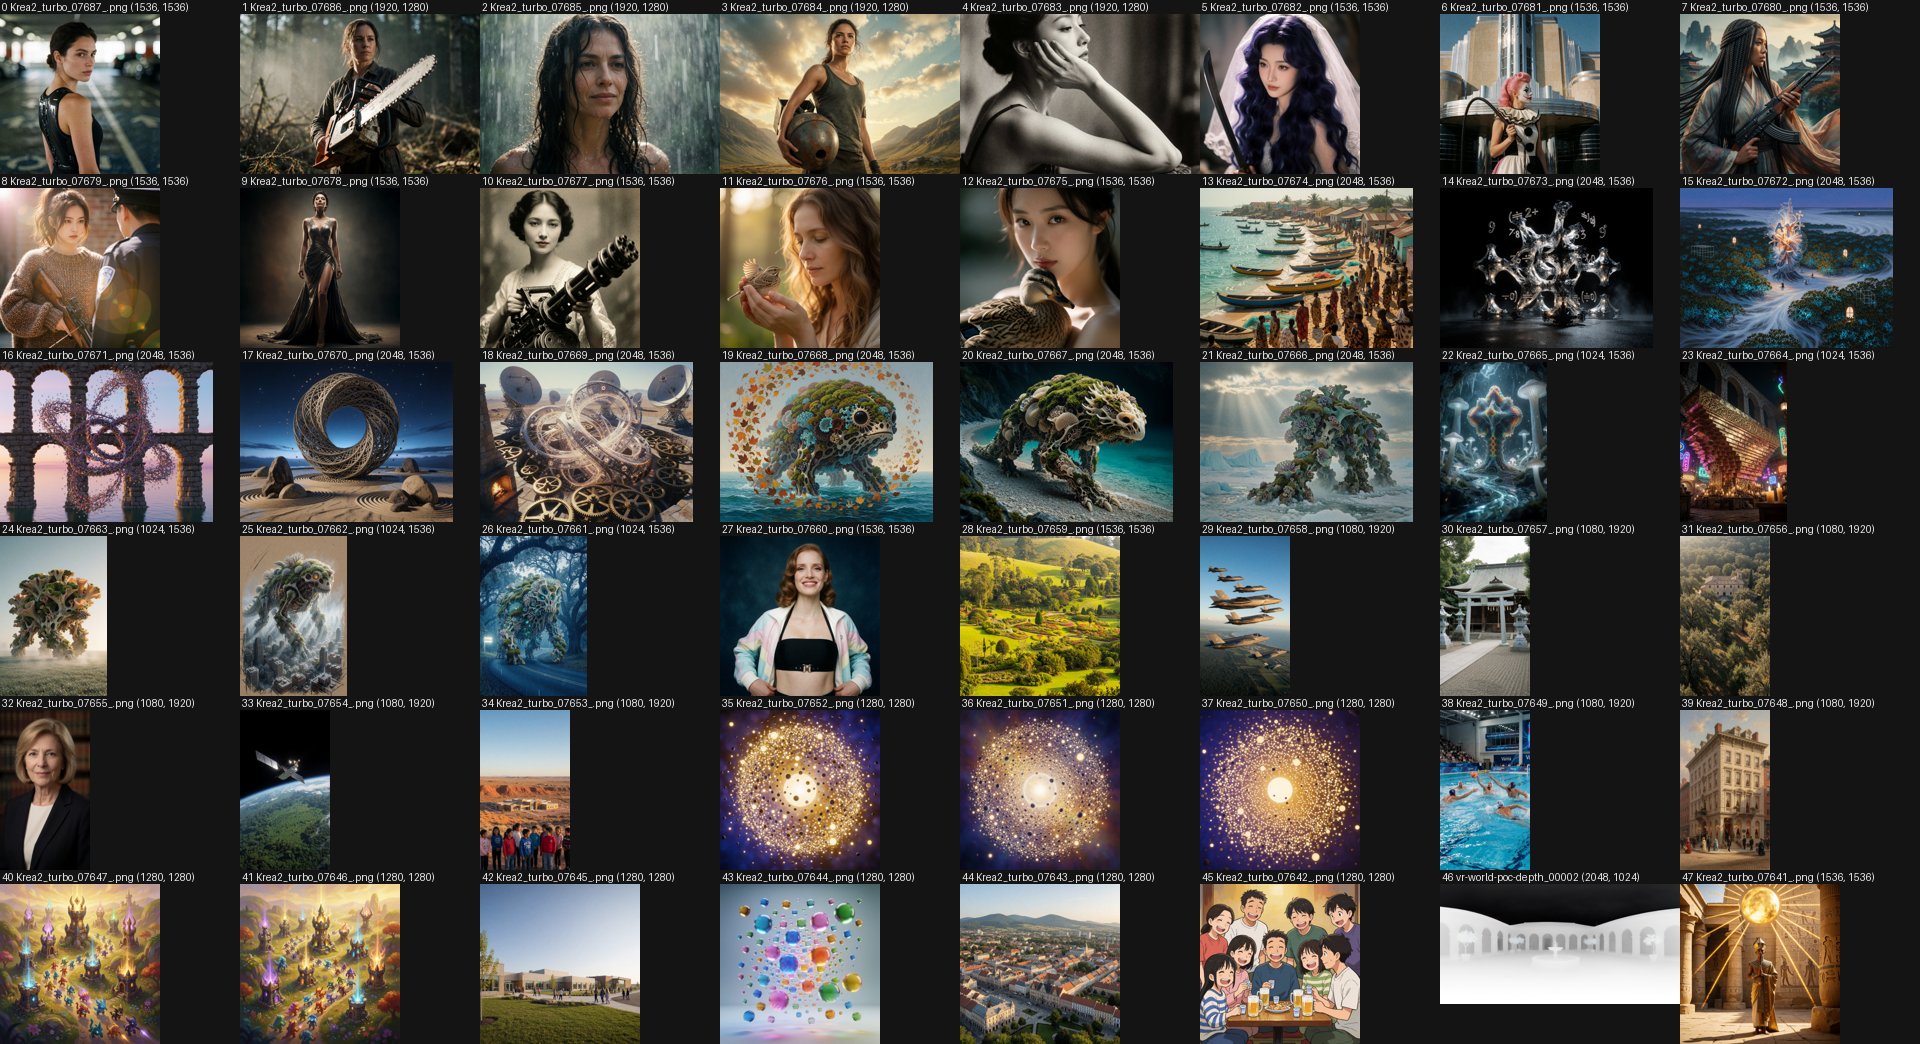 0 Krea2_turbo_07687_.png (1536, 1536)
1 Krea2_turbo_07686_.png (1920, 1280)
2 Krea2_turbo_07685_.png (1920, 1280)
3 Krea2_turbo_07684_.png (1920, 1280)
4 Krea2_turbo_07683_.png (1920, 1280)
5 Krea2_turbo_07682_.png (1536, 1536)
6 Krea2_turbo_07681_.png (1536, 1536)
7 Krea2_turbo_07680_.png (1536, 1536)
8 Krea2_turbo_07679_.png (1536, 1536)
9 Krea2_turbo_07678_.png (1536, 1536)
10 Krea2_turbo_07677_.png (1536, 1536)
11 Krea2_turbo_07676_.png (1536, 1536)
12 Krea2_turbo_07675_.png (1536, 1536)
13 Krea2_turbo_07674_.png (2048, 1536)
14 Krea2_turbo_07673_.png (2048, 1536)
15 Krea2_turbo_07672_.png (2048, 1536)
16 Krea2_turbo_07671_.png (2048, 1536)
17 Krea2_turbo_07670_.png (2048, 1536)
18 Krea2_turbo_07669_.png (2048, 1536)
19 Krea2_turbo_07668_.png (2048, 1536)
20 Krea2_turbo_07667_.png (2048, 1536)
21 Krea2_turbo_07666_.png (2048, 1536)
22 Krea2_turbo_07665_.png (1024, 1536)
23 Krea2_turbo_07664_.png (1024, 1536)
24 Krea2_turbo_07663_.png (1024, 1536)
25 Krea2_turbo_07662_.png (1024, 1536)
26 Krea2_turbo_07661_.png (1024, 1536)
27 Krea2_turbo_07660_.png (1536, 1536)
28 Krea2_turbo_07659_.png (1536, 1536)
29 Krea2_turbo_07658_.png (1080, 1920)
30 Krea2_turbo_07657_.png (1080, 1920)
31 Krea2_turbo_07656_.png (1080, 1920)
32 Krea2_turbo_07655_.png (1080, 1920)
33 Krea2_turbo_07654_.png (1080, 1920)
34 Krea2_turbo_07653_.png (1080, 1920)
35 Krea2_turbo_07652_.png (1280, 1280)
36 Krea2_turbo_07651_.png (1280, 1280)
37 Krea2_turbo_07650_.png (1280, 1280)
38 Krea2_turbo_07649_.png (1080, 1920)
39 Krea2_turbo_07648_.png (1080, 1920)
40 Krea2_turbo_07647_.png (1280, 1280)
41 Krea2_turbo_07646_.png (1280, 1280)
42 Krea2_turbo_07645_.png (1280, 1280)
43 Krea2_turbo_07644_.png (1280, 1280)
44 Krea2_turbo_07643_.png (1280, 1280)
45 Krea2_turbo_07642_.png (1280, 1280)
46 vr-world-poc-depth_00002 (2048, 1024)
47 Krea2_turbo_07641_.png (1536, 1536)